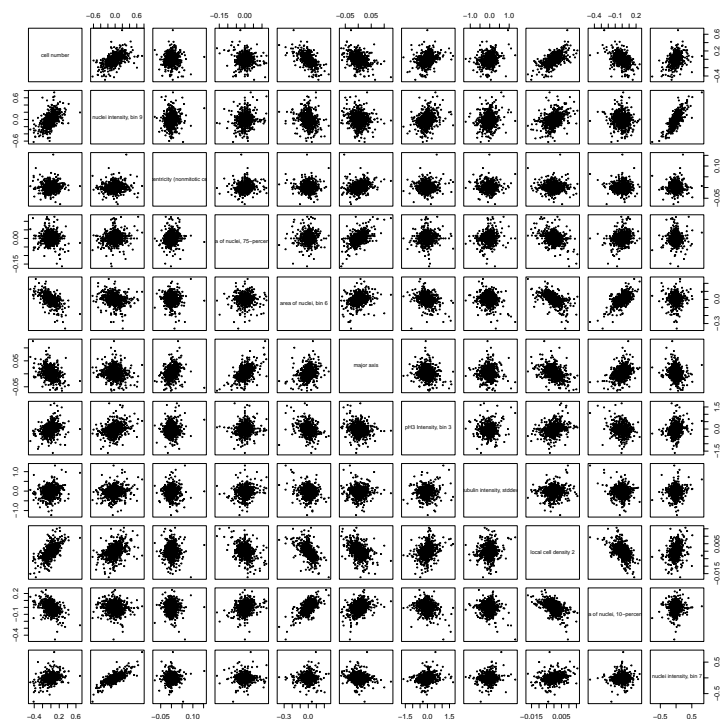 −0.6 0.0 0.6
−0.15 0.00
−0.05 0.05
−1.0 0.0 1.0
−0.4 −0.1 0.2
cell number
−0.4 0.2 0.6
−0.6 0.0 0.6
nuclei intensity, bin 9
entricity (nonmitotic ce
−0.05 0.10
−0.15 0.00
a of nuclei, 75−percen
area of nuclei, bin 6
−0.3 0.0
−0.05 0.05
major axis
pH3 Intensity, bin 3
−1.5 0.0 1.5
−1.0 0.0 1.0
ubulin intensity, stddev
local cell density 2
−0.015 0.005
−0.4 −0.1 0.2
a of nuclei, 10−percen
nuclei intensity, bin 7
−0.5 0.5
−0.4 0.2 0.6
−0.05 0.10
−0.3 0.0
−1.5 0.0 1.5
−0.015 0.005
−0.5 0.5